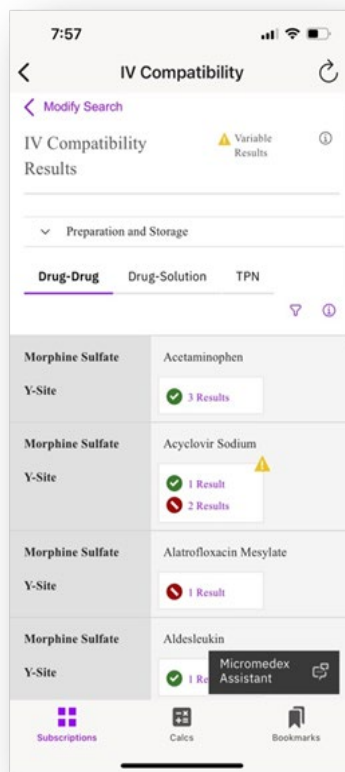 7:57
IV Compatibility
Modify Search
IV Compatibility
Results
Variable
Results
Preparation and Storage
Drug-Drug Drug-Solution TPN
Morphine Sulfate Acetaminophen
Y-Site 3 Results
Morphine Sulfate Acyclovir Sodium
Y-Site 1 Result
2 Results
Morphine Sulfate Alatrofloxacin Mesylate
Y-Site 1 Result
Morphine Sulfate Aldesleukin
Y-Site 1 Re
Micromedex
Assistant
Subscriptions Calcs Bookmarks